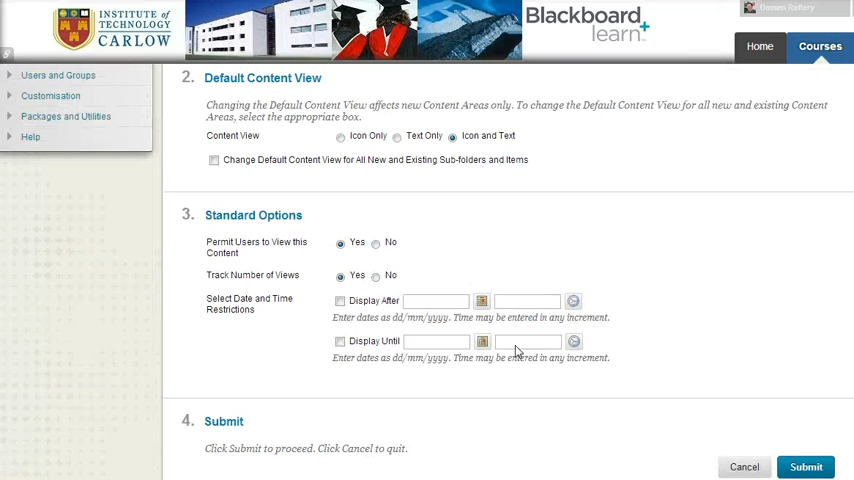 INSTITUTE of
TECHNOLOGY
CARLOW
Blackboard
learn+
Home
Courses
Users and Groups
Customisation
Packages and Utilities
Help
2. Default Content View
Changing the Default Content View affects new Content Areas only. To change the Default Content View for all new and existing Content
Areas, select the appropriate box.
Content View
Icon Only
Text Only
Icon and Text
Change Default Content View for All New and Existing Sub-folders and Items
3. Standard Options
Permit Users to View this
Content
Yes
No
Track Number of Views
Yes
No
Select Date and Time
Restrictions
Display After
Enter dates as dd/mm/yyyy. Time may be entered in any increment.
Display Until
Enter dates as dd/mm/yyyy. Time may be entered in any increment.
4. Submit
Click Submit to proceed. Click Cancel to quit.
Cancel
Submit